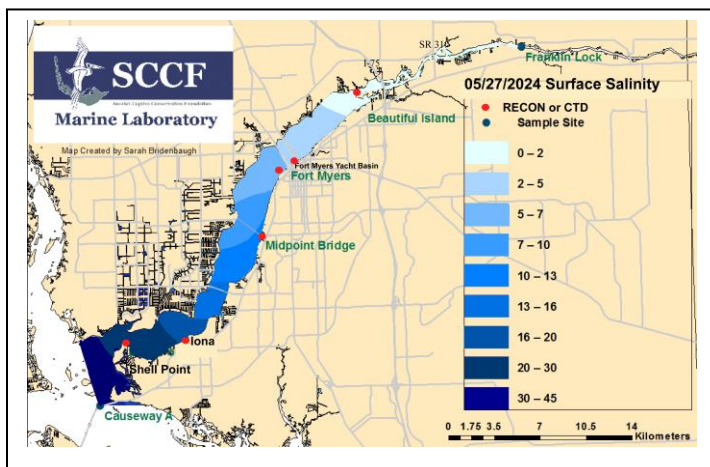 SCCF
Sanibel-Captiva Conservation Foundation
Marine Laboratory
Map Created by Sarah Bridenbaugh
I-75
SR 31
Franklin Lock
05/27/2024 Surface Salinity
RECON or CTD
Sample Site
Beautiful Island
Fort Myers Yacht Basin
Fort Myers
Midpoint Bridge
Iona
Shell Point
Causeway A
0 – 2
2 – 5
5 – 7
7 – 10
10 – 13
13 – 16
16 – 20
20 – 30
30 – 45
0 1.75 3.5 7 10.5 14
Kilometers